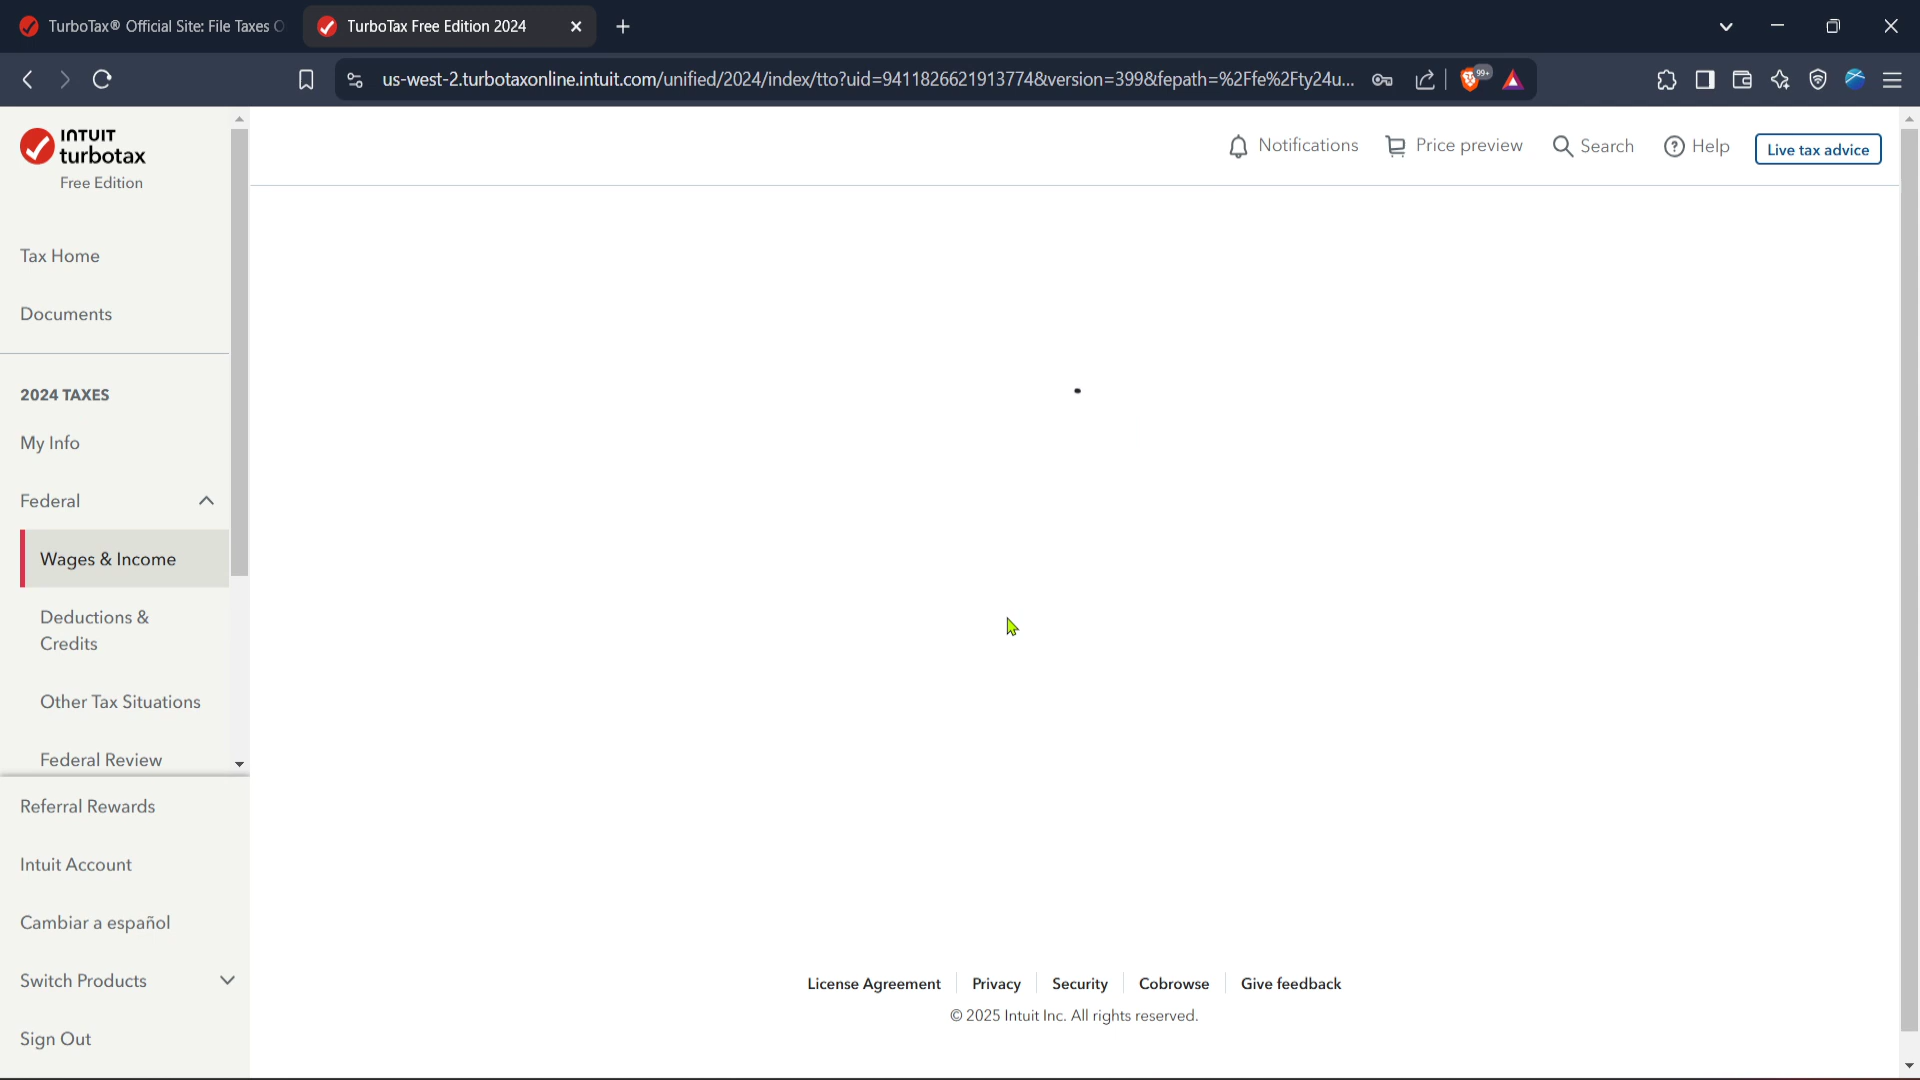 TurboTax® Official Site: File Taxes O
TurboTax Free Edition 2024
us-west-2.turbotaxonline.intuit.com/unified/2024/index/tto?uid=9411826621913774&version=399&fepath=%2Ffe%2Fty24u...
99+
INTUIT
turbotax
Free Edition
Notifications
Price preview
Search
Help
Live tax advice
Tax Home
Documents
2024 TAXES
My Info
Federal
Wages & Income
Deductions &
Credits
Other Tax Situations
Federal Review
Referral Rewards
Intuit Account
Cambiar a español
Switch Products
Sign Out
License Agreement
Privacy
Security
Cobrowse
Give feedback
© 2025 Intuit Inc. All rights reserved.